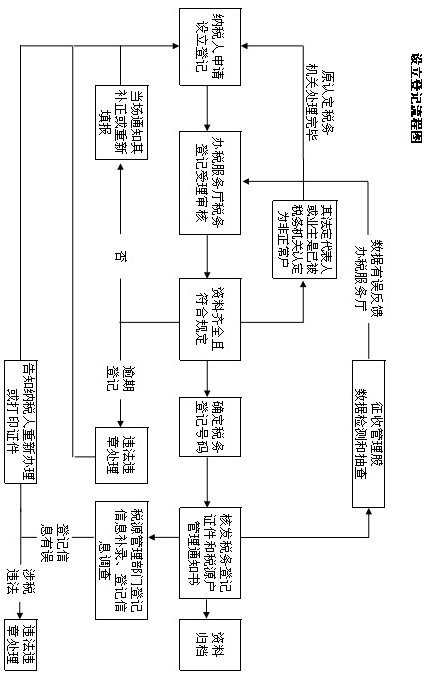 设立登记流程图
纳税人申请
设立登记
原认定税务
机关处理完毕
当场通知其
补正或重新
填报
办税服务厅税务
登记受理审核
其法定代表人
或业主是已被
税务机关认定
为非正常户
数据有误反馈
办税服务厅
否
资料齐全且
符合规定
逾期
登记
违法违
章处理
确定税务
登记号码
征收管理股
数据检测和抽查
告知纳税人重新办理
或打印证件
核发税务登记
证件和税源户
管理通知书
税源管理部门登记
信息补录、登记信
息调查
登记信
息有误
涉税
违法
违法违
章处理
资料
归档